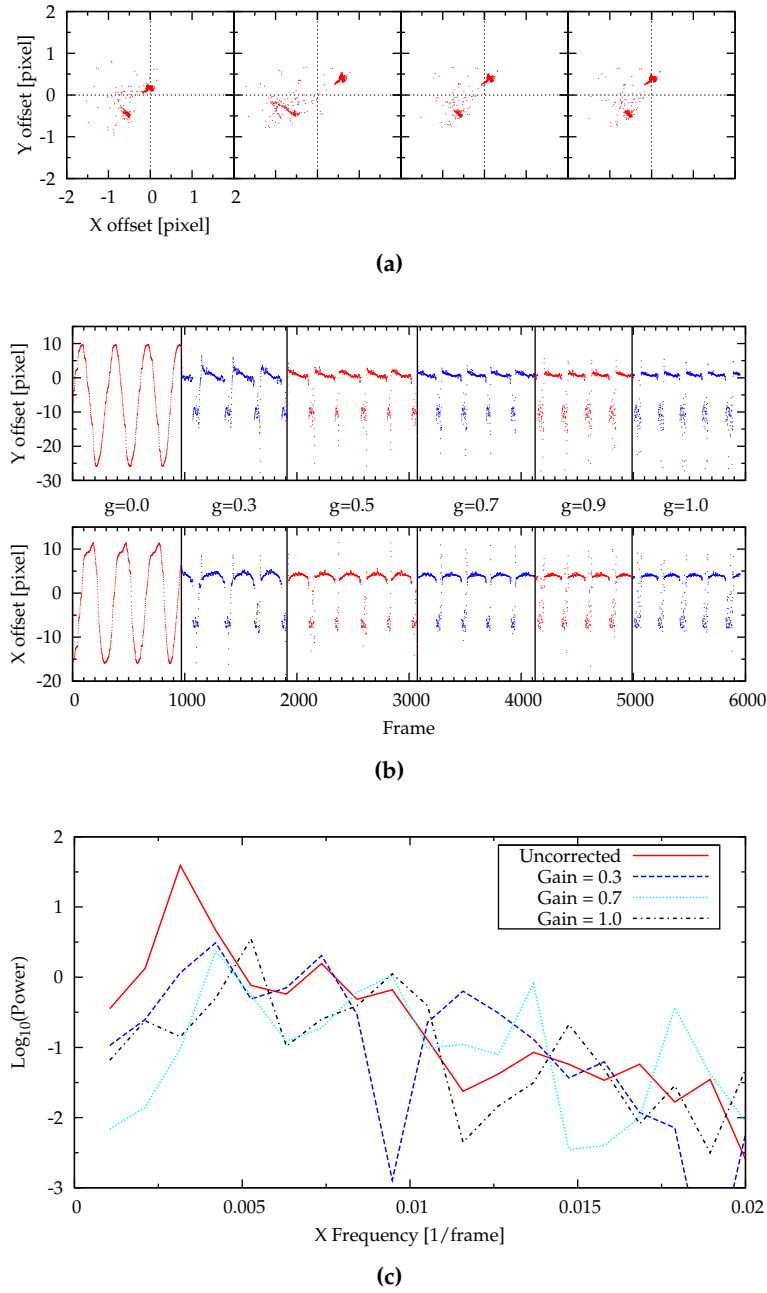 2
1
0
-1
-2
Y offset [pixel]
-2 -1 0 1 2
X offset [pixel]
(a)
10
0
-10
-20
-30
Y offset [pixel]
g=0.0 g=0.3 g=0.5 g=0.7 g=0.9 g=1.0
10
0
-10
-20
X offset [pixel]
0 1000 2000 3000 4000 5000 6000
Frame
(b)
2
1
0
-1
-2
-3
Log10(Power)
Uncorrected
Gain = 0.3
Gain = 0.7
Gain = 1.0
0 0.005 0.01 0.015 0.02
X Frequency [1/frame]
(c)